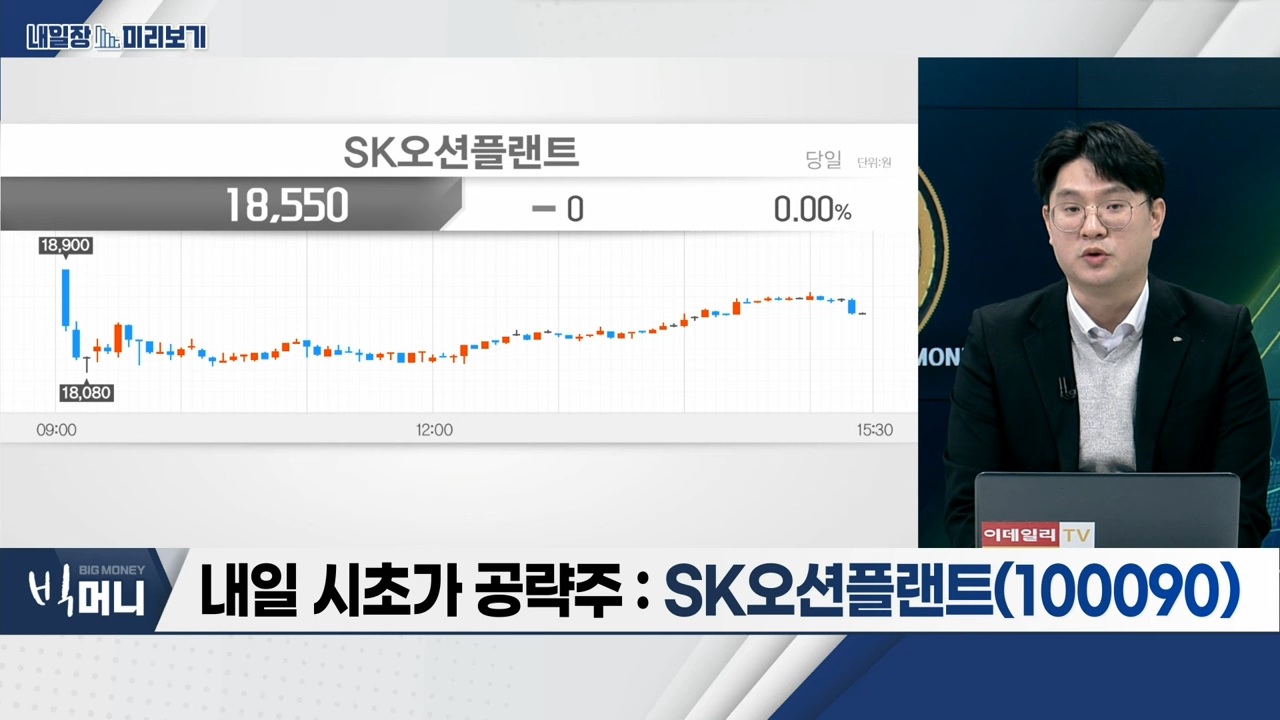 내일장 미리보기
SK오션플랜트
당일 단위:원
18,550 0 0.00%
18,900
18,080
09:00 12:00 15:30
MON
이데일리 TV
빅머니 BIG MONEY
내일 시초가 공략주 : SK오션플랜트(100090)